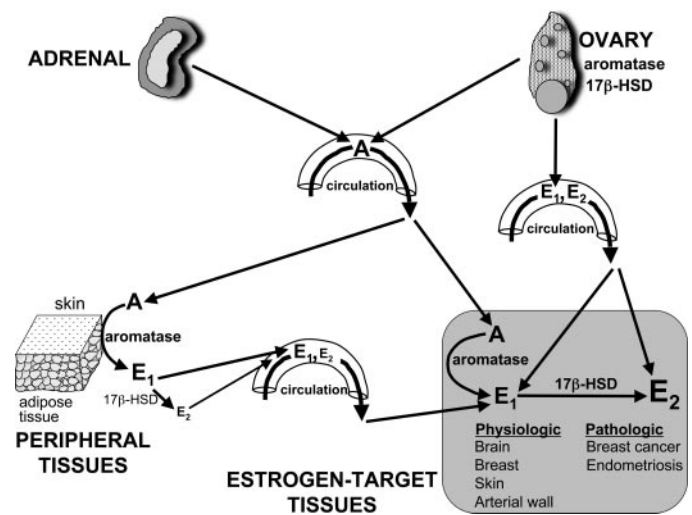 ADRENAL
OVARY
aromatase
17β-HSD
A
circulation
E₁, E₂
circulation
skin
A
aromatase
E₁
17β-HSD
E₂
adipose
tissue
PERIPHERAL
TISSUES
E₁, E₂
circulation
ESTROGEN-TARGET
TISSUES
A
aromatase
E₁
17β-HSD
E₂
Physiologic
Brain
Breast
Skin
Arterial wall
Pathologic
Breast cancer
Endometriosis